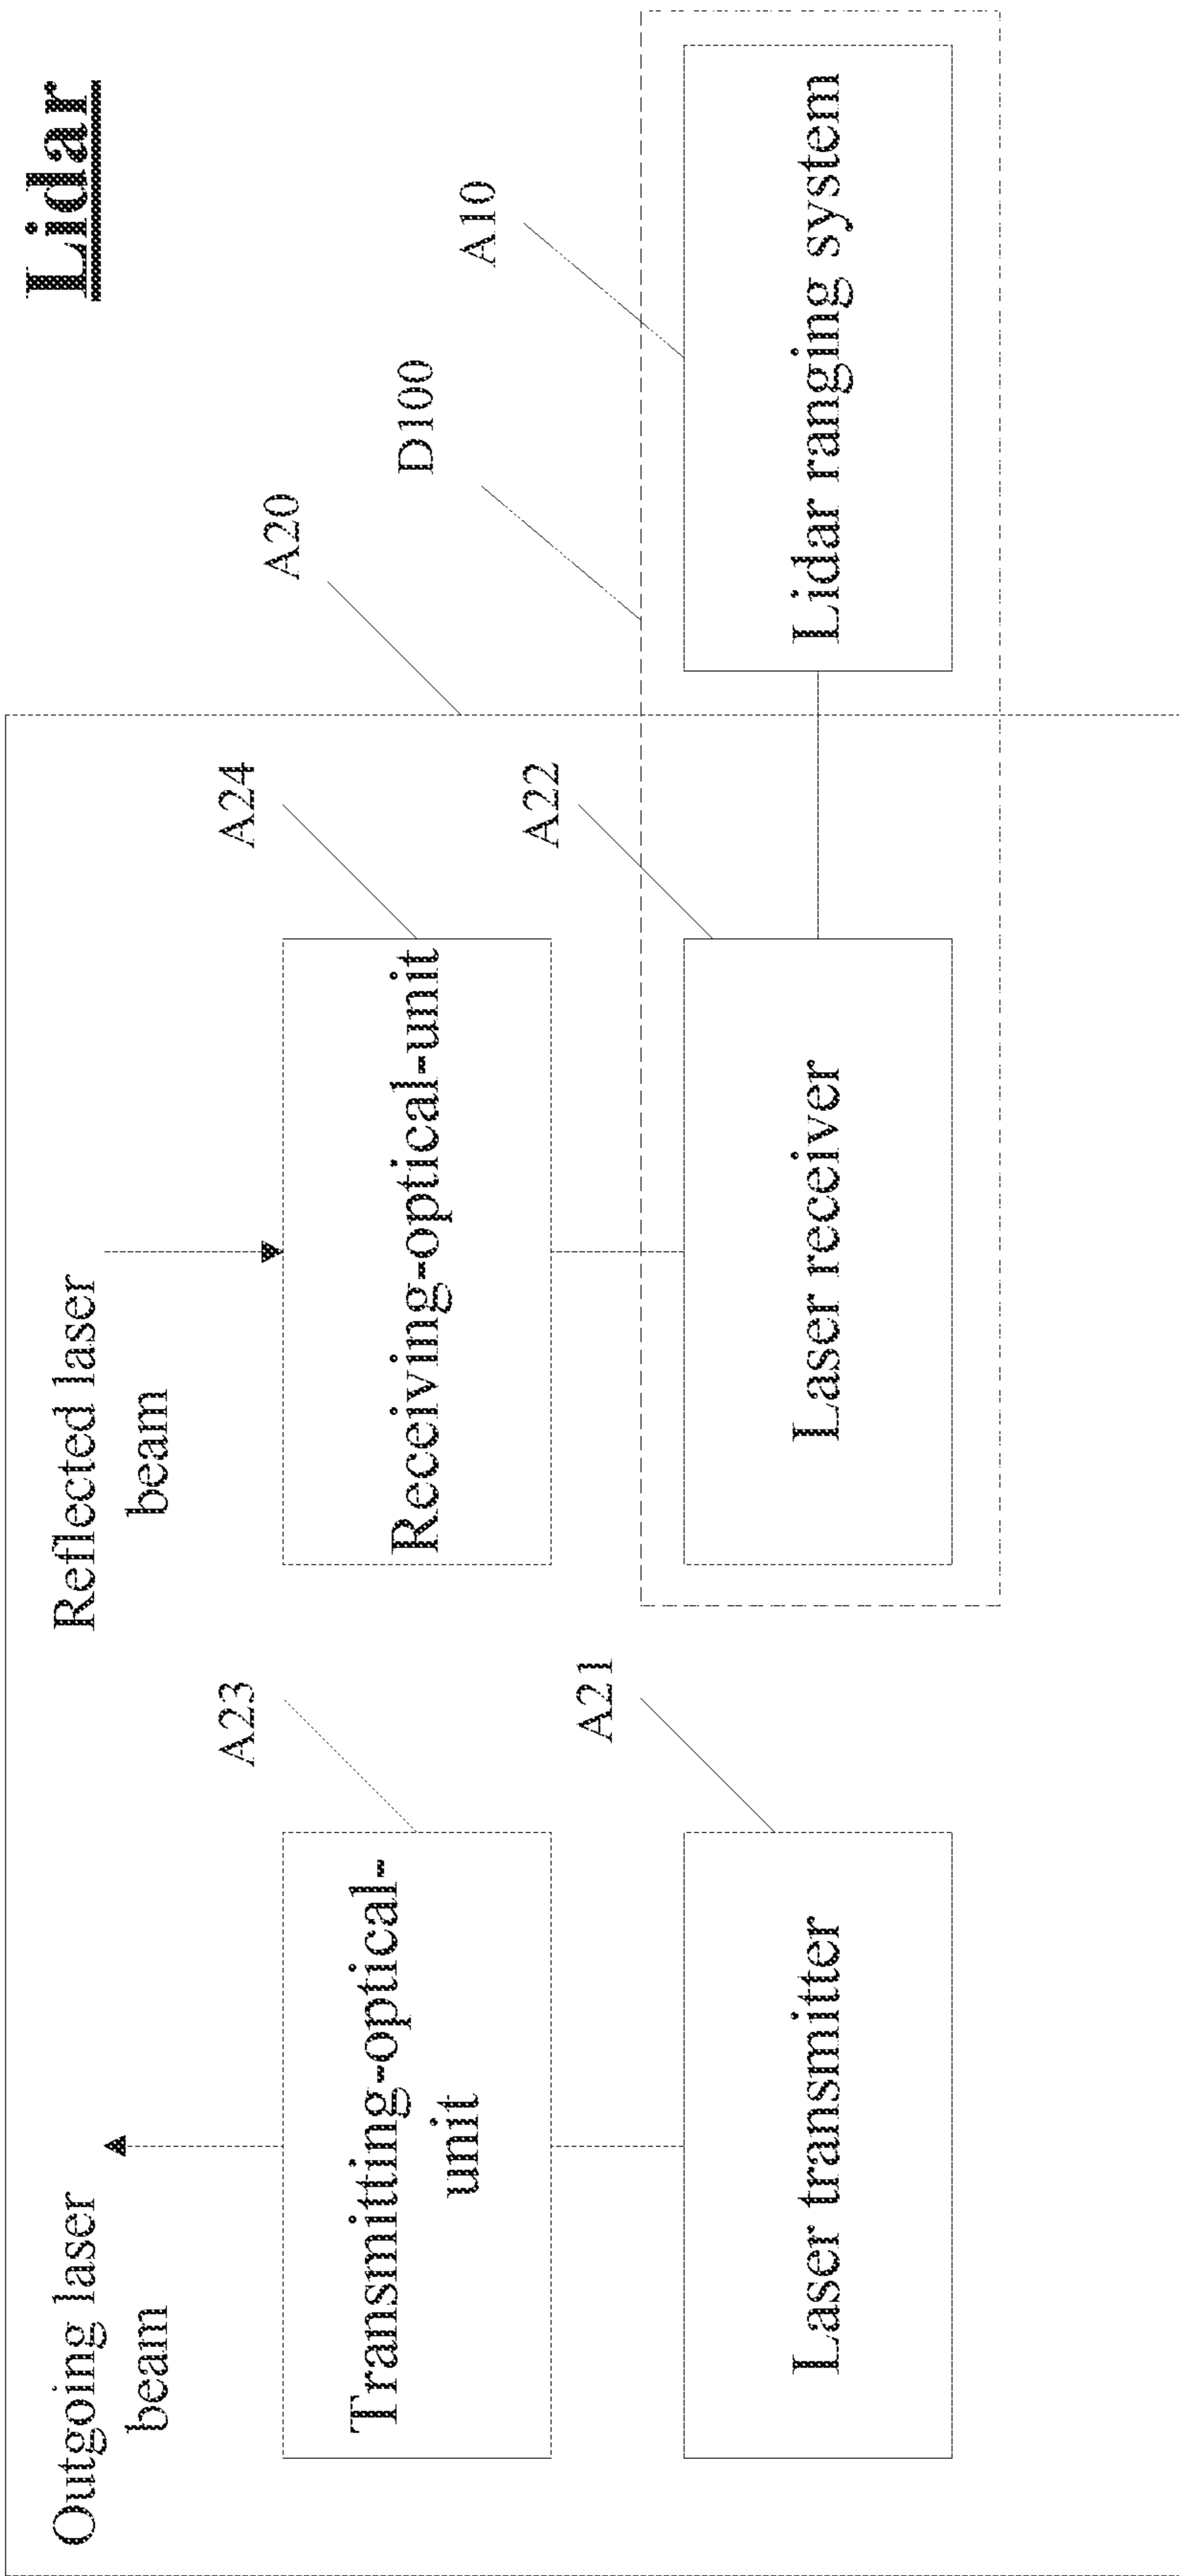 Lidar
Outgoing laser
beam
Reflected laser
beam
A20
A23
A24
D100
A10
Transmitting-optical-
unit
Receiving-optical-unit
A21
A22
Laser transmitter
Laser receiver
Lidar ranging system